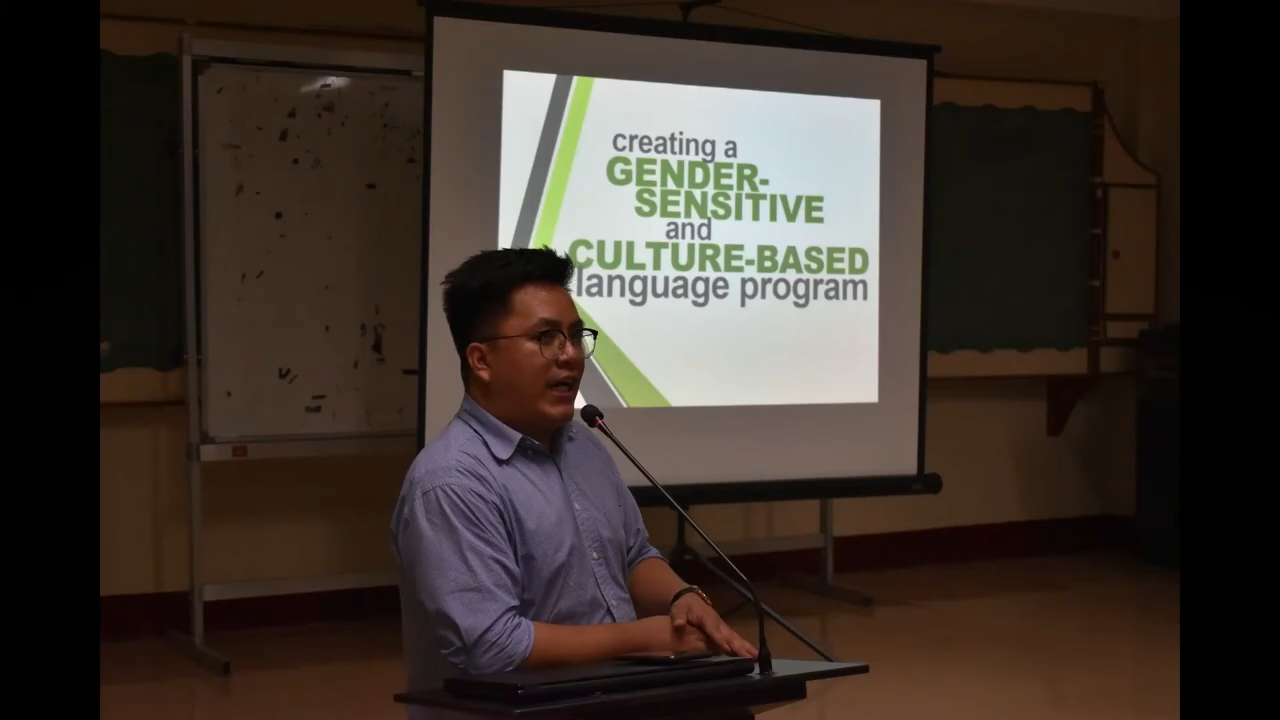 creating a
GENDER-
SENSITIVE
and
CULTURE-BASED
language program